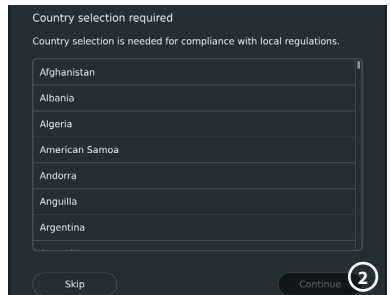 Country selection required
Country selection is needed for compliance with local regulations.
Afghanistan
Albania
Algeria
American Samoa
Andorra
Anguilla
Argentina
Skip
Continue
2